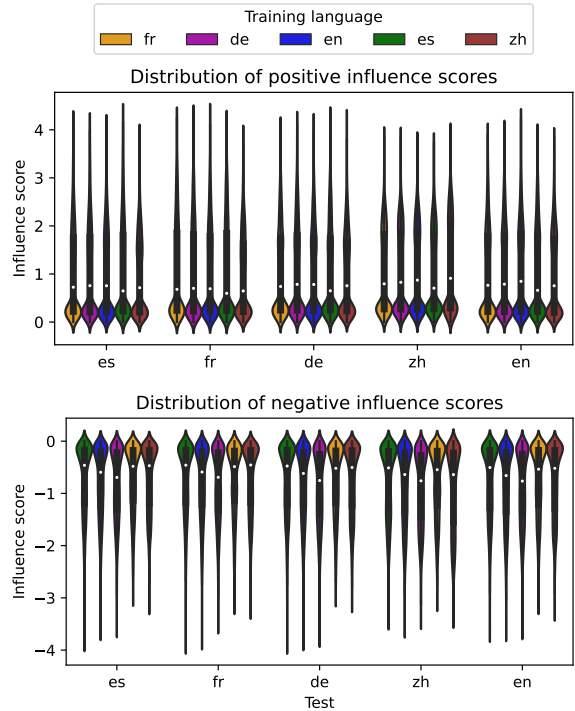 Training language
fr de en es zh
Distribution of positive influence scores
4
3
2
1
0
Influence score
es fr de zh en
Distribution of negative influence scores
0
−1
−2
−3
−4
Influence score
es fr de zh en
Test